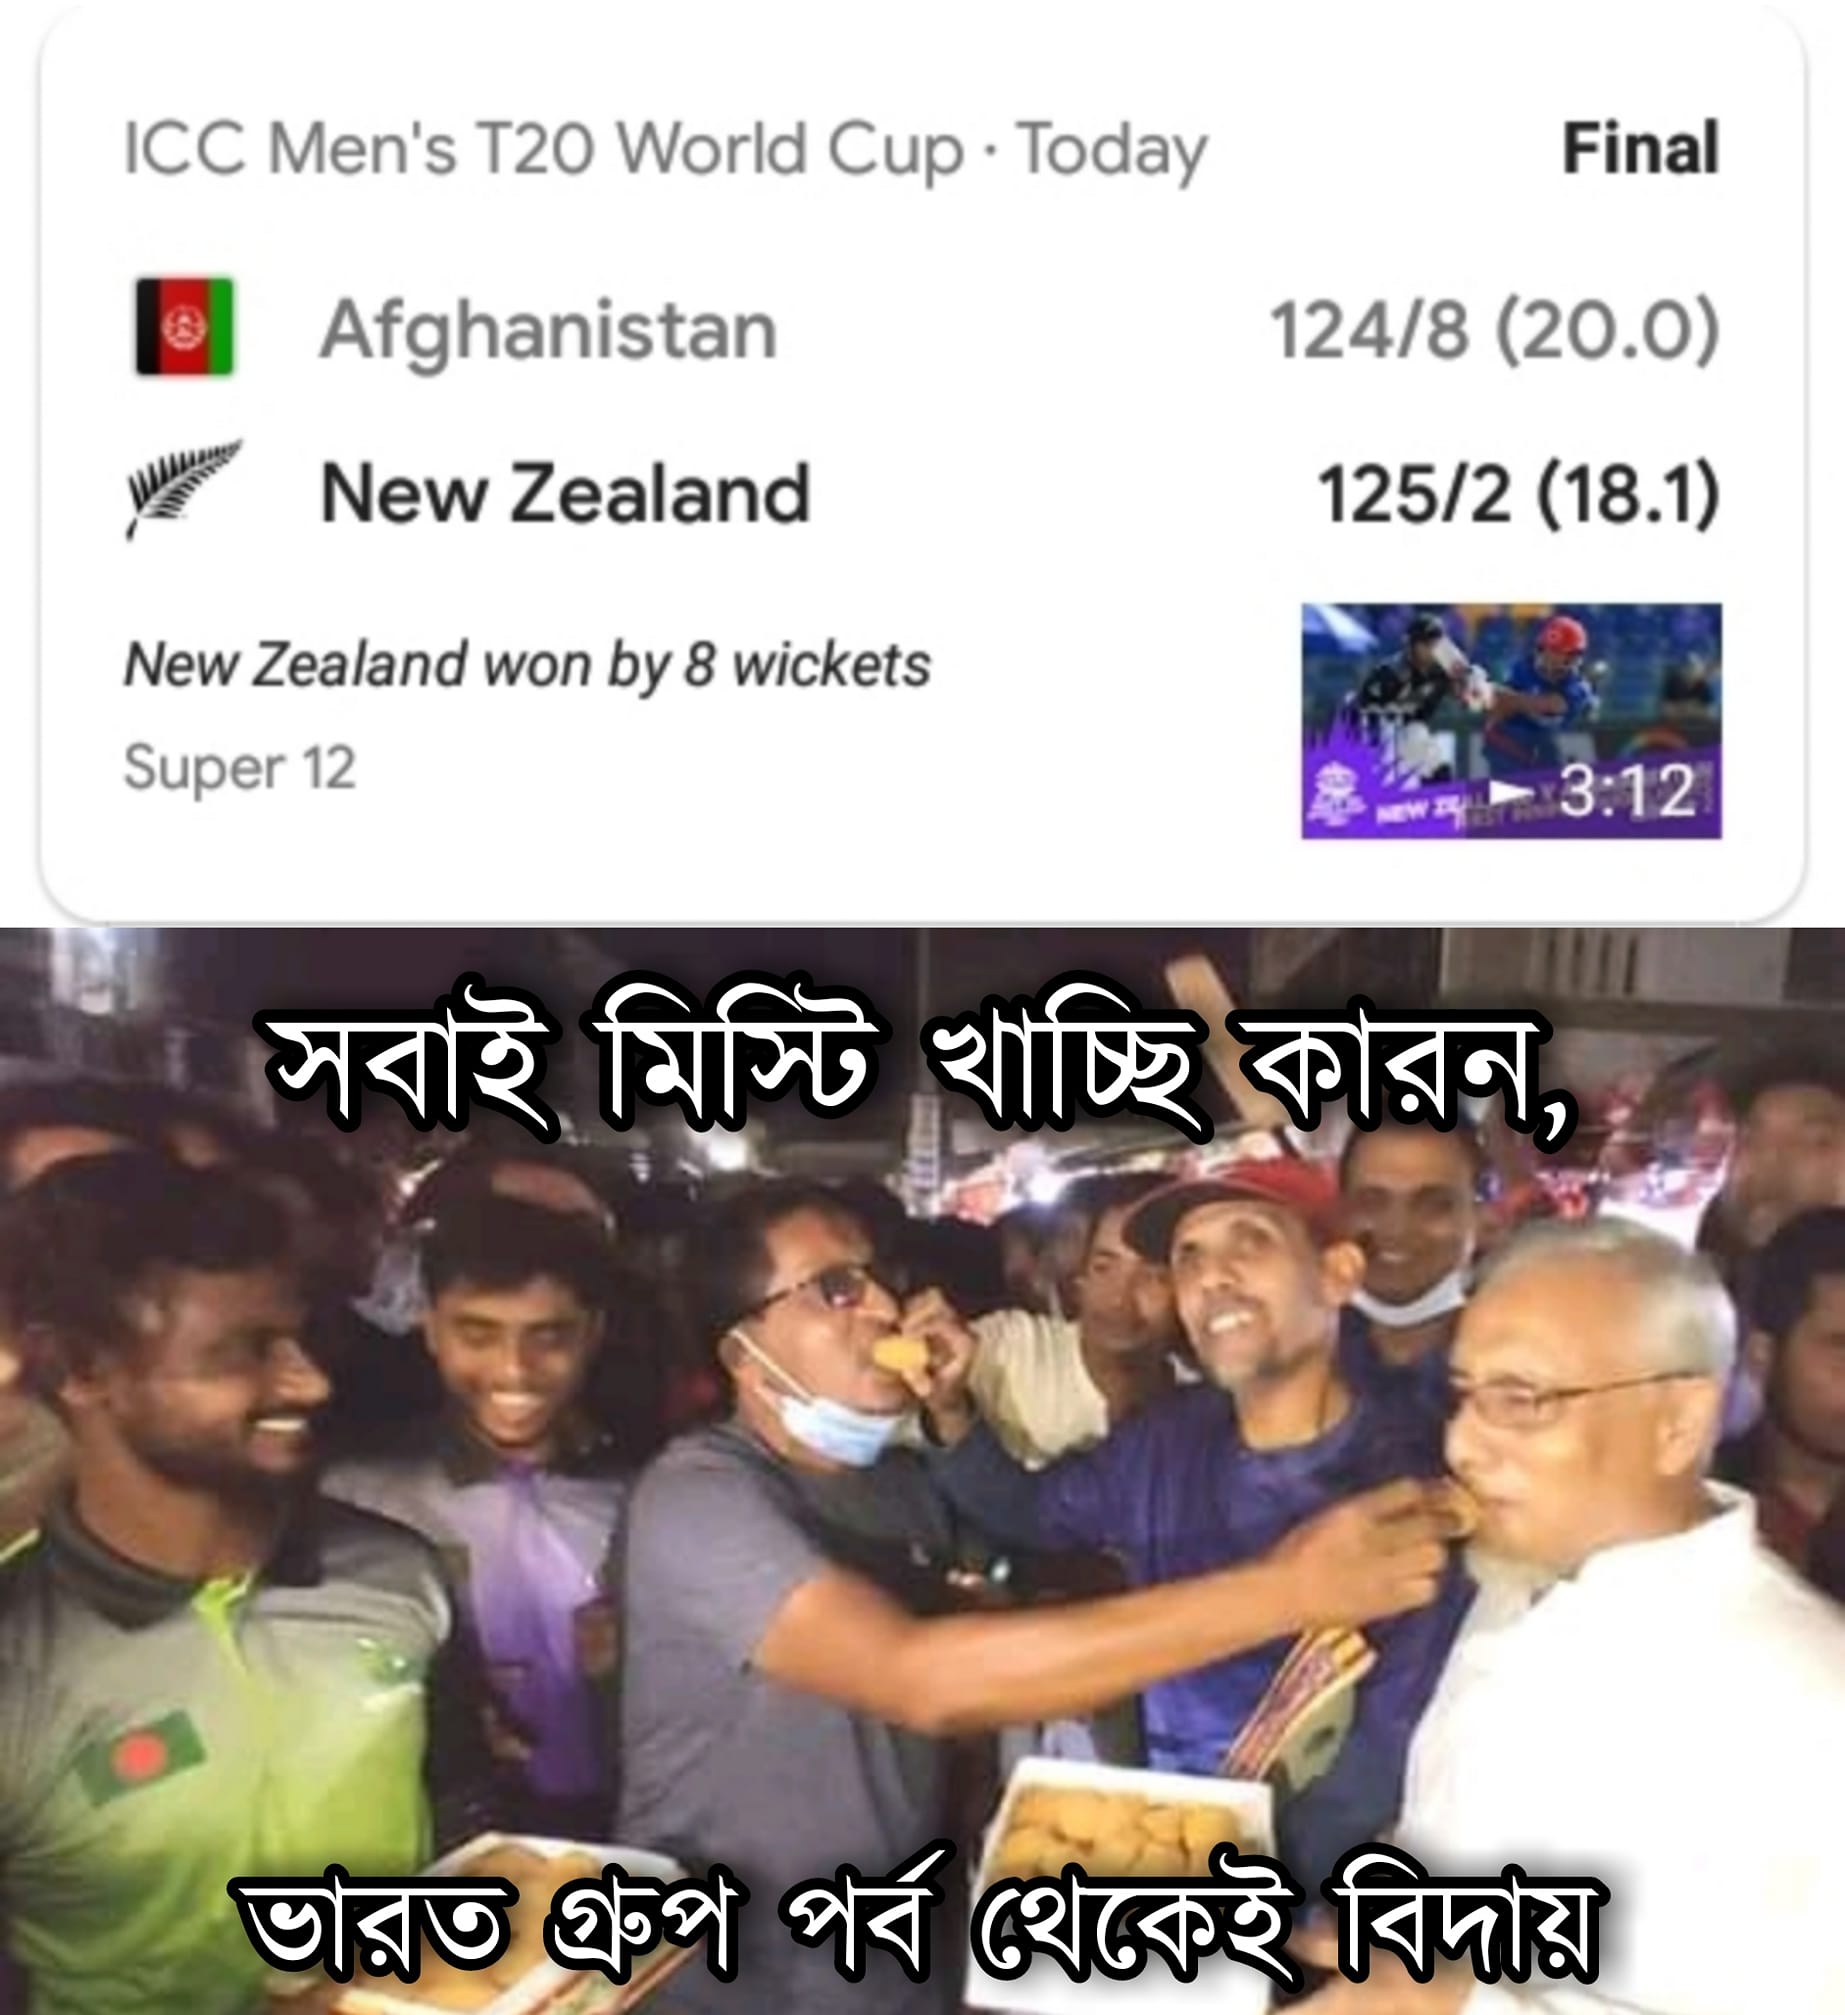 ICC Men's T20 World Cup · Today Final
Afghanistan 124/8 (20.0)
New Zealand 125/2 (18.1)
New Zealand won by 8 wickets
Super 12
NEW 3:12
সবাই মিস্টি খাচ্ছি কারন,
ভারত গ্রুপ পর্ব থেকেই বিদায়